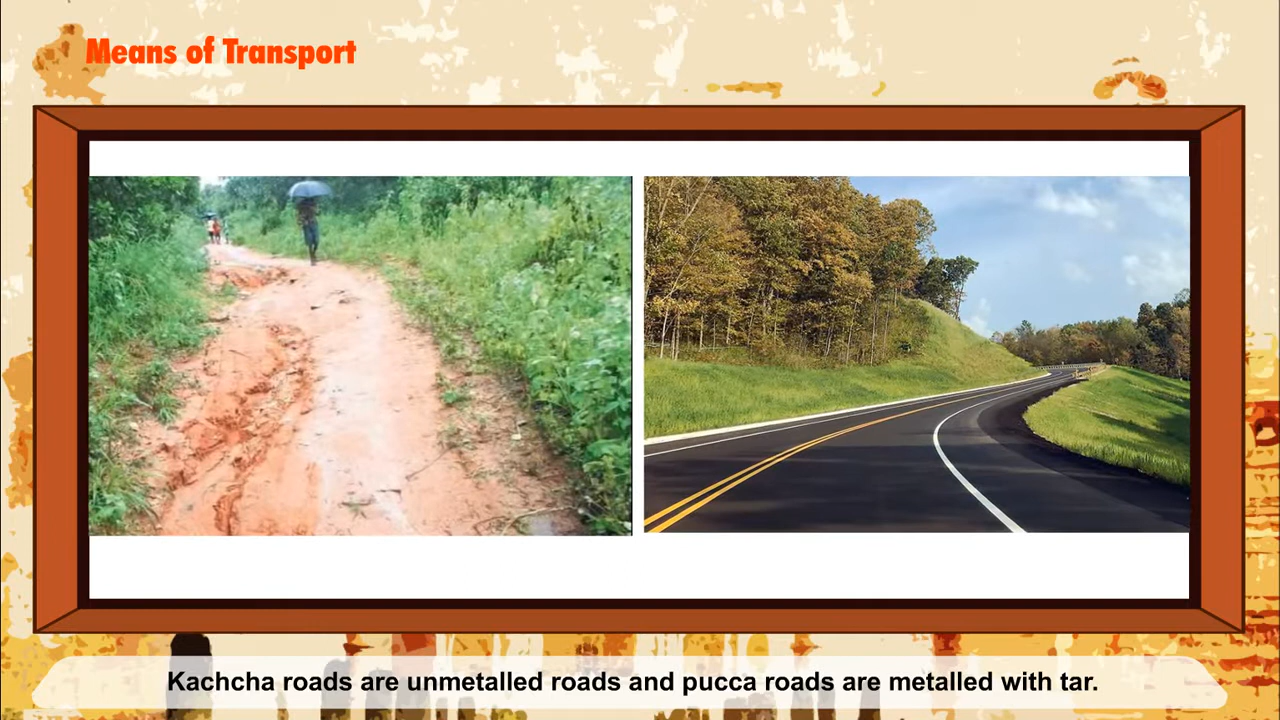 Means of Transport
Kachcha roads are unmetalled roads and pucca roads are metalled with tar.